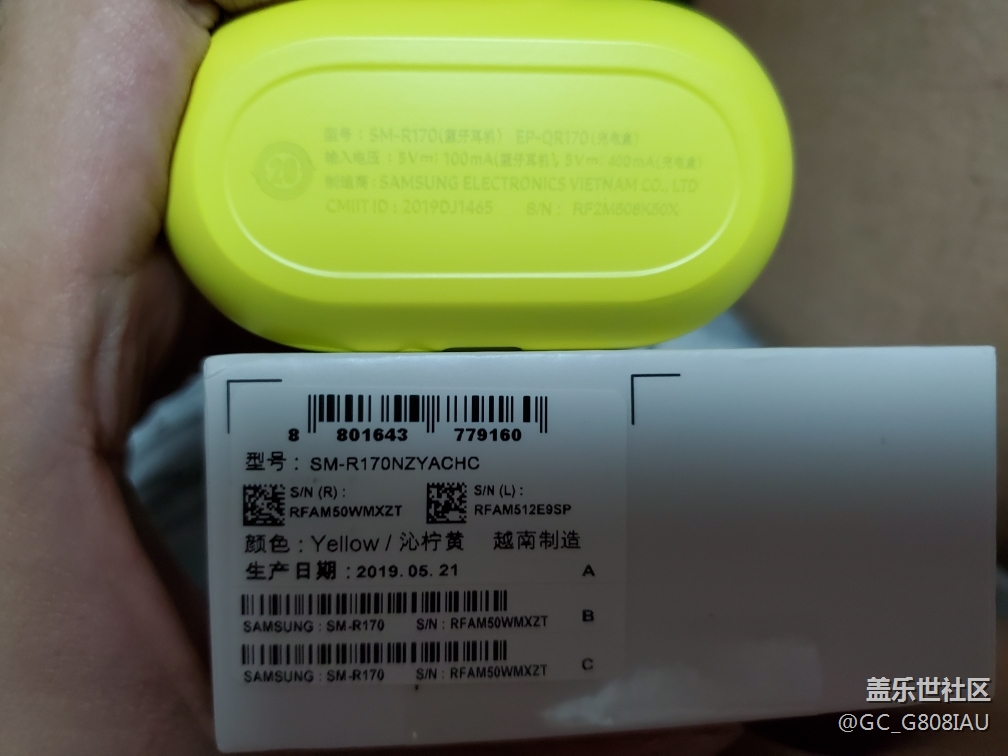 20
型号：SM-R170(蓝牙耳机) EP-QR170(充电盒)
输入电压：5V⎓ 100mA(蓝牙耳机), 5V⎓ 400mA(充电盒)
制造商：SAMSUNG ELECTRONICS VIETNAM CO., LTD
CMIIT ID : 2019DJ1465 S/N :
8 801643 779160
型号：SM-R170NZYACHC
S/N (R) : S/N (L) :
RFAM50WMXZT RFAM512E9SP
颜色：Yellow / 沁柠黄 越南制造
生产日期：2019.05.21 A
SAMSUNG : SM-R170 S/N : RFAM50WMXZT B
SAMSUNG : SM-R170 S/N : RFAM50WMXZT C
盖乐世社区
@GC_G808IAU